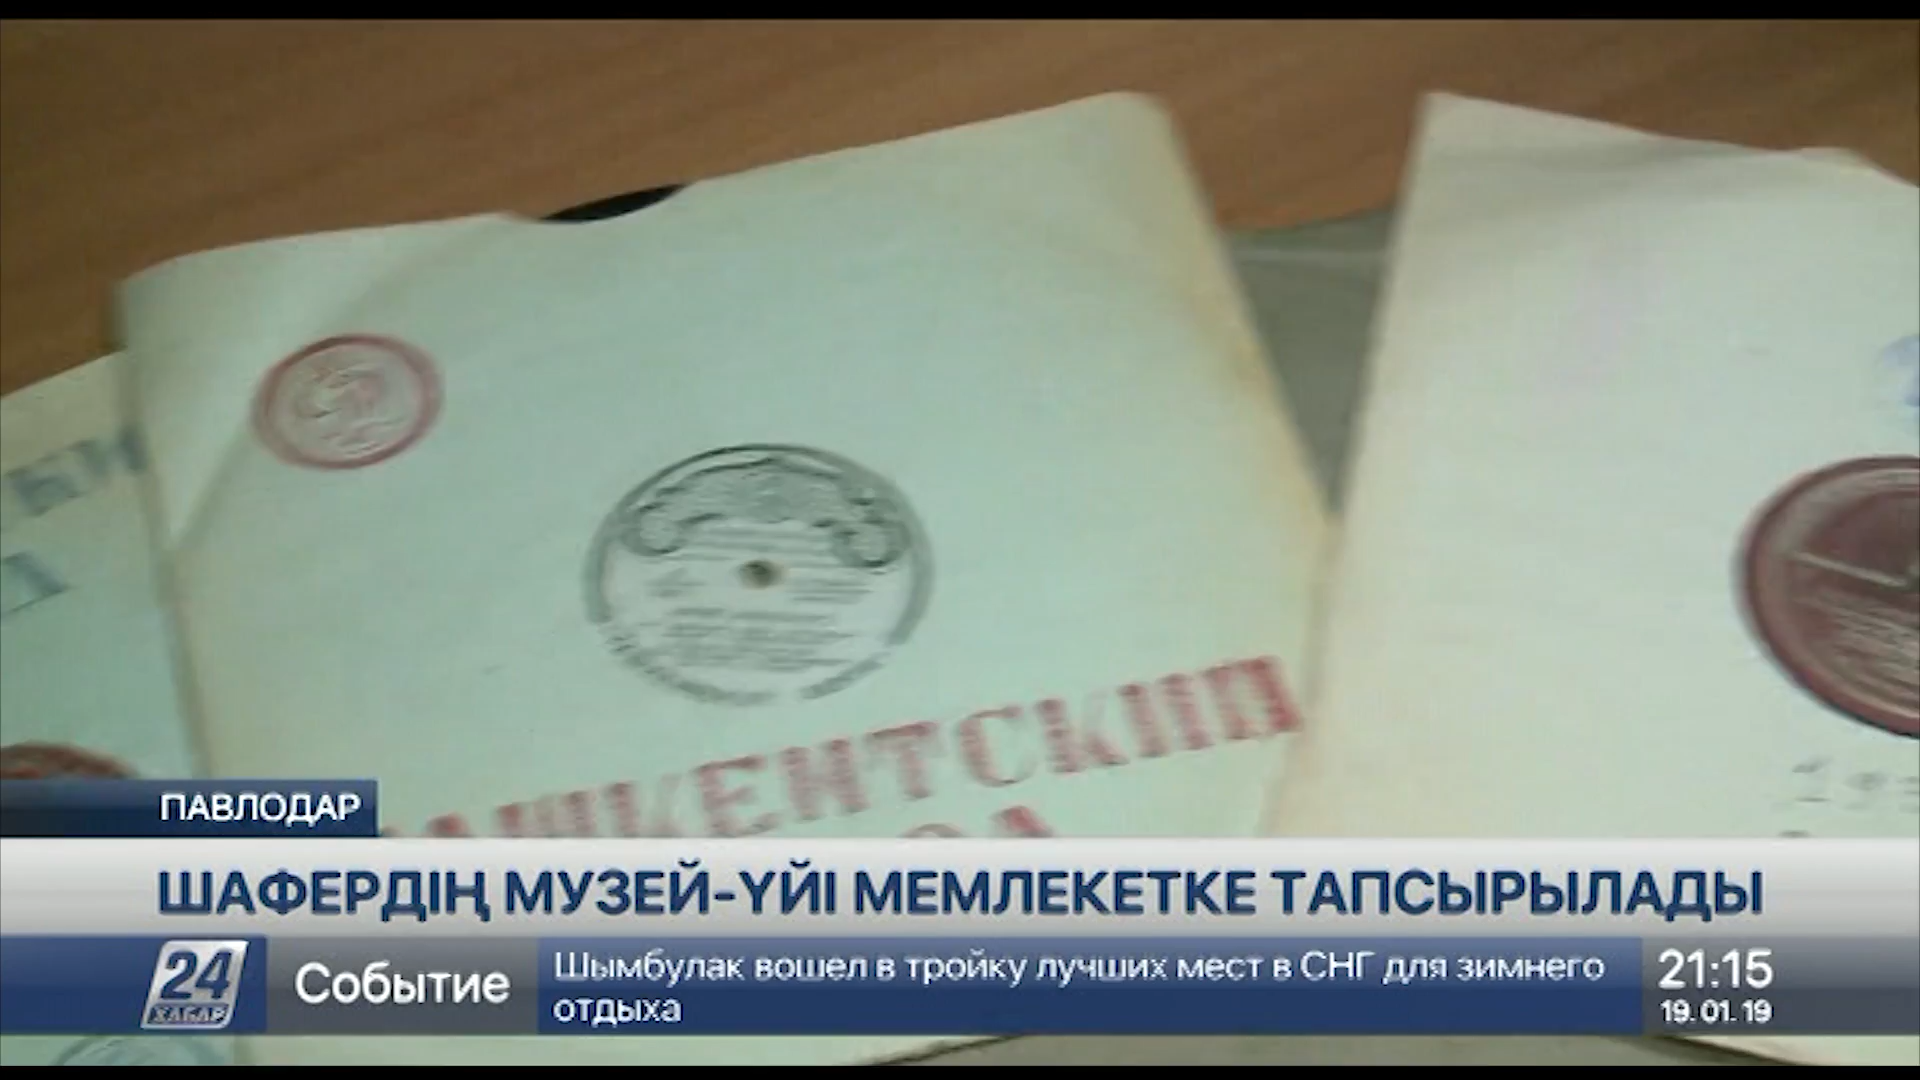 АШКЕНТСКИЙ
ПАВЛОДАР
ШАФЕРДІҢ МУЗЕЙ-ҮЙІ МЕМЛЕКЕТКЕ ТАПСЫРЫЛАДЫ
24
ХАБАР
Событие
Шымбулак вошел в тройку лучших мест в СНГ для зимнего
отдыха
21:15
19.01.19